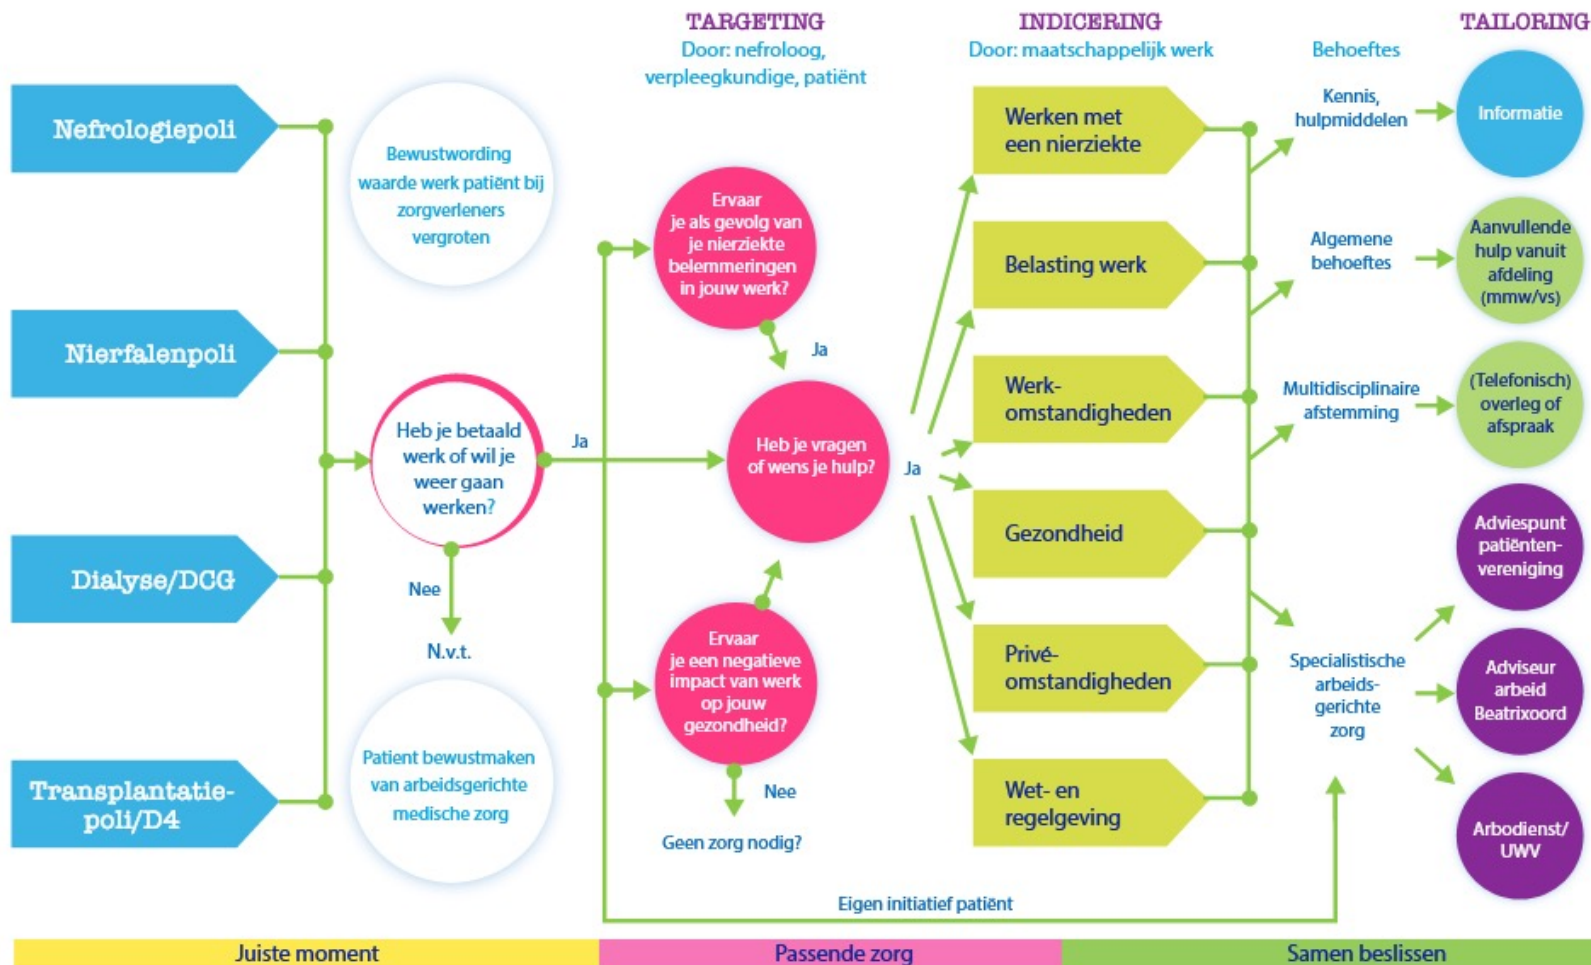 TARGETING
Door: nefroloog,
verpleegkundige, patiënt
INDICERING
Door: maatschappelijk werk
Behoeftes
TAILORING
Nefrologiepoli
Nierfalenpoli
Dialyse/DCG
Transplantatie-
poli/D4
Bewustwording
waarde werk patiënt bij
zorgverleners
vergroten
Heb je betaald
werk of wil je
weer gaan
werken?
Ja
Nee
N.v.t.
Patient bewustmaken
van arbeidsgerichte
medische zorg
Ervaar
je als gevolg van
je nierziekte
belemmeringen
in jouw werk?
Ja
Heb je vragen
of wens je hulp?
Ja
Ervaar
je een negatieve
impact van werk
op jouw
gezondheid?
Nee
Geen zorg nodig?
Werken met
een nierziekte
Belasting werk
Werk-
omstandigheden
Gezondheid
Privé-
omstandigheden
Wet- en
regelgeving
Kennis,
hulpmiddelen
Algemene
behoeftes
Multidisciplinaire
afstemming
Specialistische
arbeids-
gerichte
zorg
Informatie
Aanvullende
hulp vanuit
afdeling
(mmw/vs)
(Telefonisch)
overleg of
afspraak
Adviespunt
patiënten-
vereniging
Adviseur
arbeid
Beatrixoord
Arbodienst/
UWV
Eigen initiatief patiënt
Juiste moment
Passende zorg
Samen beslissen